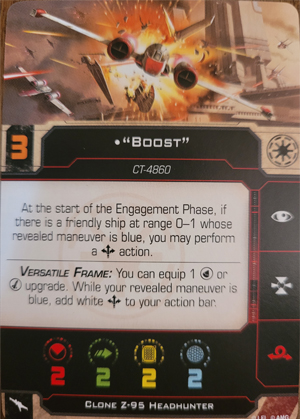 3
•"BOOST"
CT-4860
At the start of the Engagement Phase, if
there is a friendly ship at range 0–1 whose
revealed maneuver is blue, you may perform
a action.
VERSATILE FRAME: You can equip 1 or
upgrade. While your revealed maneuver is
blue, add white to your action bar.
2 2 2 2
CLONE Z-95 HEADHUNTER